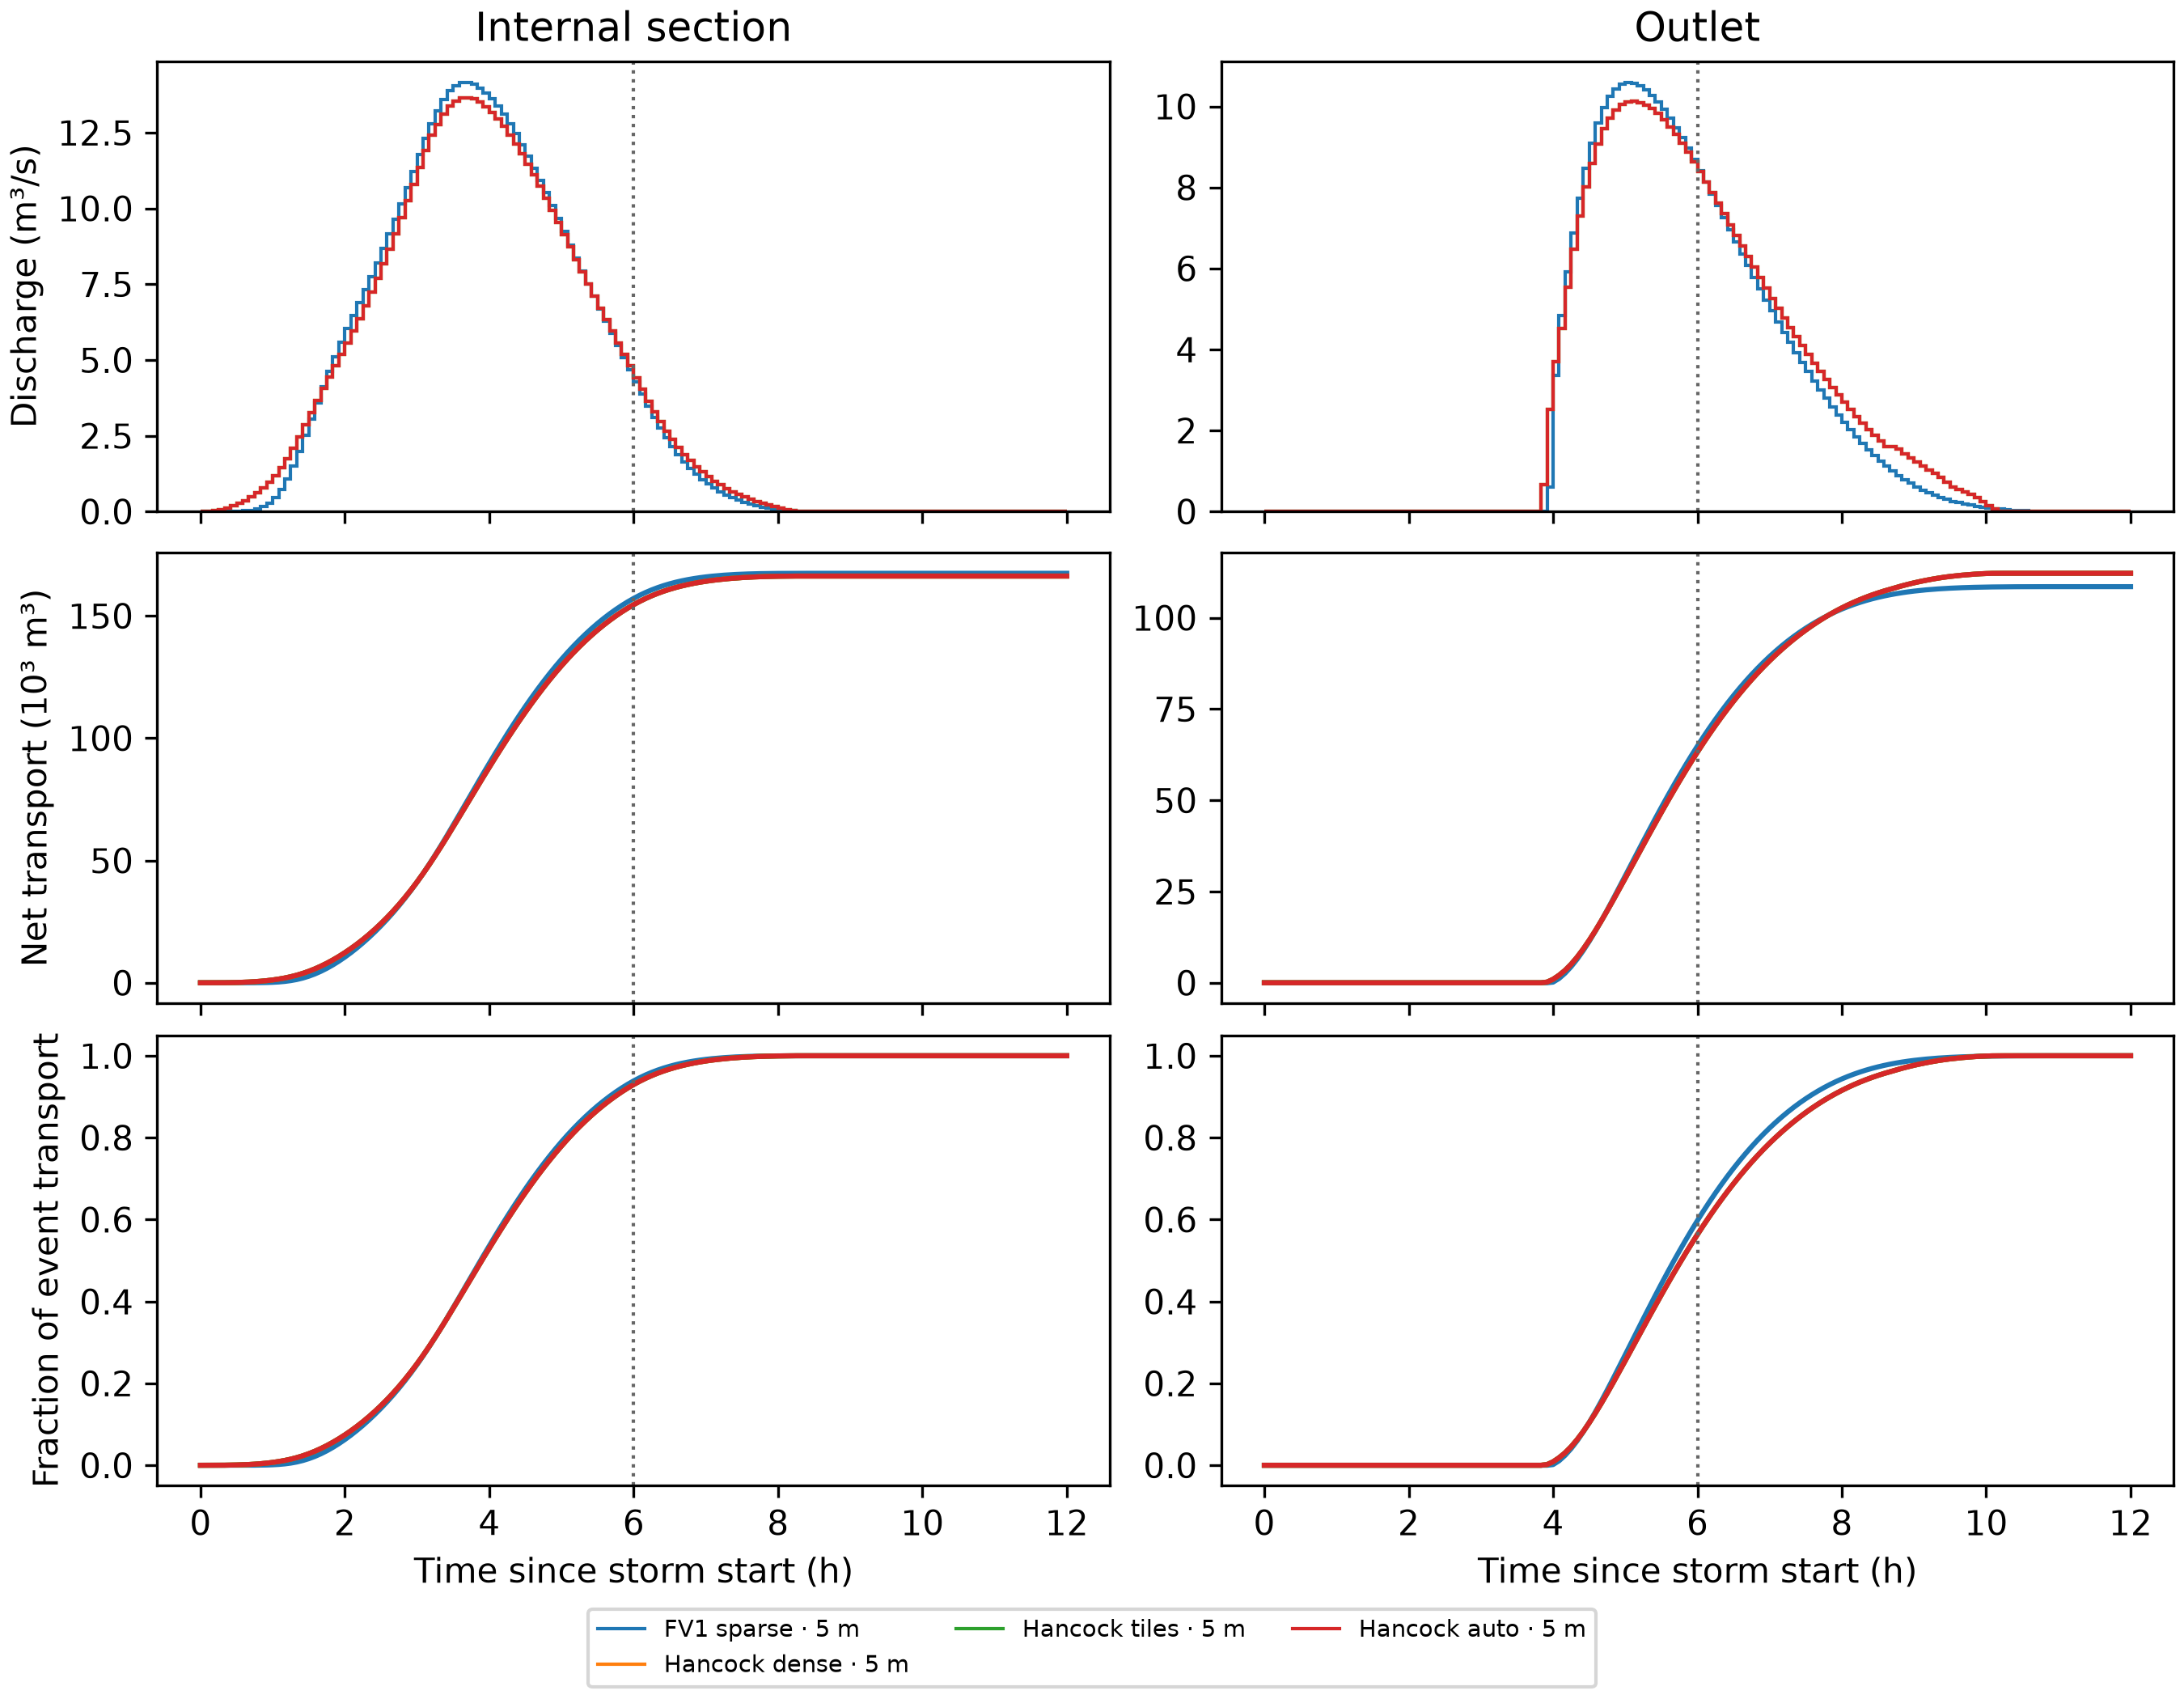 Internal section
Outlet
Discharge (m³/s)
12.5
10.0
7.5
5.0
2.5
0.0
10
8
6
4
2
0
Net transport (10³ m³)
150
100
50
0
100
75
50
25
0
Fraction of event transport
1.0
0.8
0.6
0.4
0.2
0.0
1.0
0.8
0.6
0.4
0.2
0.0
0 2 4 6 8 10 12
0 2 4 6 8 10 12
Time since storm start (h)
Time since storm start (h)
FV1 sparse · 5 m
Hancock dense · 5 m
Hancock tiles · 5 m
Hancock auto · 5 m